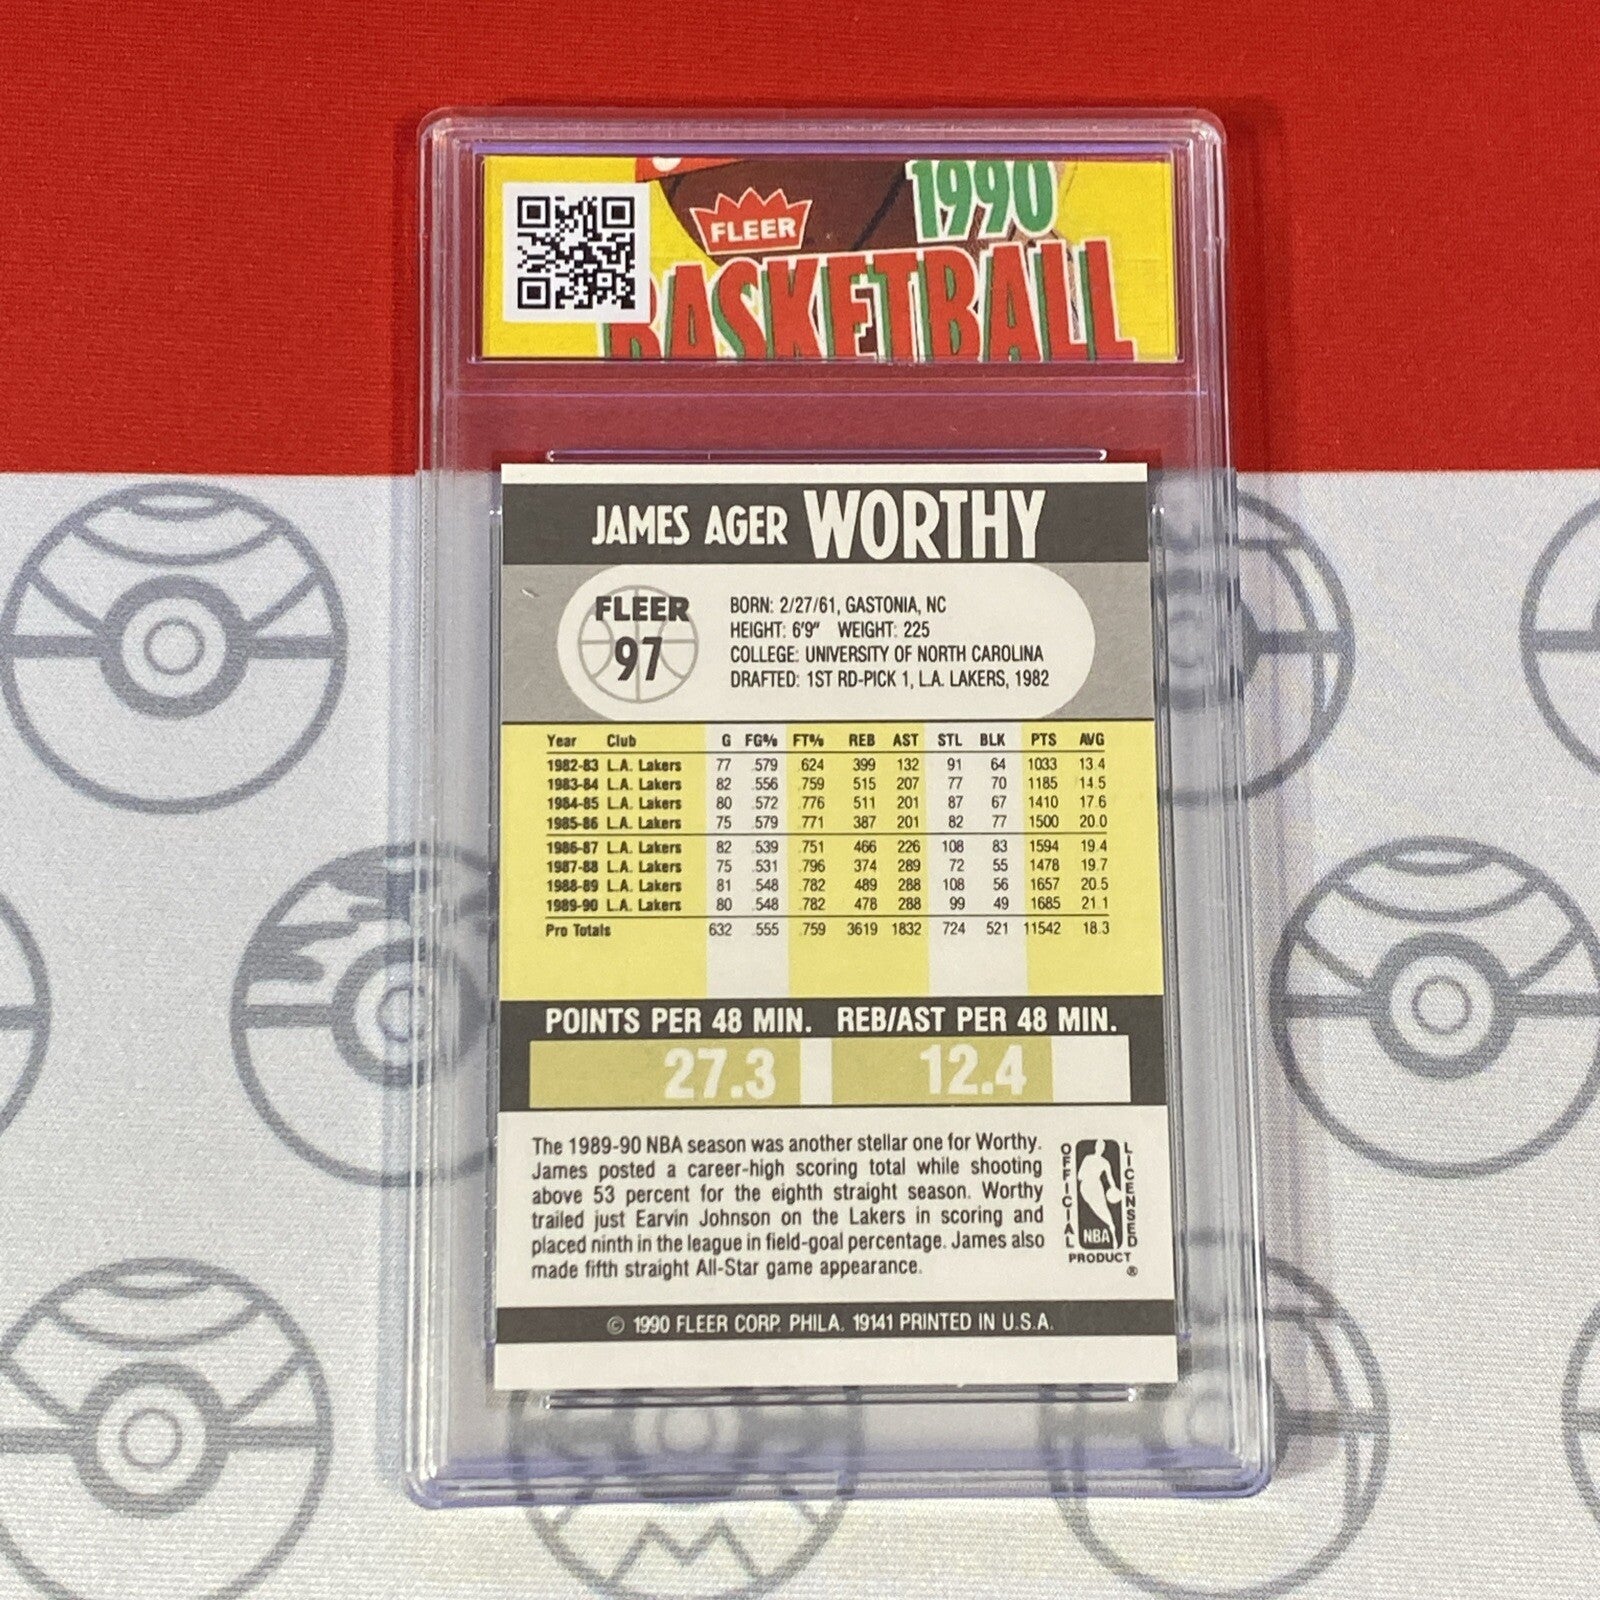 1990
FLEER
BASKETBALL
JAMES AGER WORTHY
FLEER
97
BORN: 2/27/61, GASTONIA, NC
HEIGHT: 6'9" WEIGHT: 225
COLLEGE: UNIVERSITY OF NORTH CAROLINA
DRAFTED: 1ST RD-PICK 1, L.A. LAKERS, 1982
Year Club G FG% FT% REB AST STL BLK PTS AVG
1982-83 L.A. Lakers 77 .579 .624 399 132 91 64 1033 13.4
1983-84 L.A. Lakers 82 .556 .759 515 207 77 70 1185 14.5
1984-85 L.A. Lakers 80 .572 .776 511 201 87 67 1410 17.6
1985-86 L.A. Lakers 75 .579 .771 387 201 82 77 1500 20.0
1986-87 L.A. Lakers 82 .539 .751 466 226 108 83 1594 19.4
1987-88 L.A. Lakers 75 .531 .796 374 289 72 55 1478 19.7
1988-89 L.A. Lakers 81 .548 .782 489 288 108 56 1657 20.5
1989-90 L.A. Lakers 80 .548 .782 478 288 99 49 1685 21.1
Pro Totals 632 .555 .759 3619 1832 724 521 11542 18.3
POINTS PER 48 MIN. REB/AST PER 48 MIN.
27.3 12.4
The 1989-90 NBA season was another stellar one for Worthy.
James posted a career-high scoring total while shooting
above 53 percent for the eighth straight season. Worthy
trailed just Earvin Johnson on the Lakers in scoring and
placed ninth in the league in field-goal percentage. James also
made fifth straight All-Star game appearance.
OFFICIAL
LICENSED
NBA
PRODUCT
®
© 1990 FLEER CORP. PHILA. 19141 PRINTED IN U.S.A.